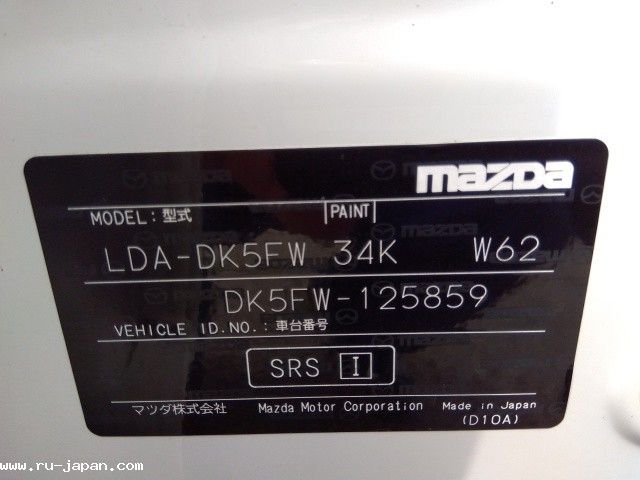 mazda
MODEL: 型式 PAINT
LDA-DK5FW 34K W62
DK5FW-125859
VEHICLE ID.NO.: 車台番号
SRS I
マツダ株式会社 Mazda Motor Corporation Made in Japan
(D10A)
www.ru-japan.com